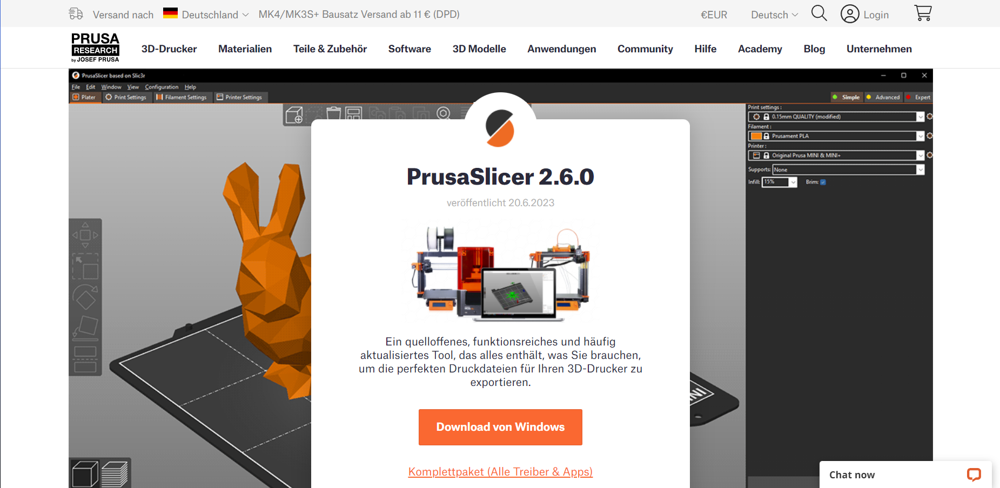 Versand nach Deutschland MK4/MK3S+ Bausatz Versand ab 11 € (DPD) €EUR Deutsch Login
PRUSA
RESEARCH
by JOSEF PRUSA
3D-Drucker Materialien Teile & Zubehör Software 3D Modelle Anwendungen Community Hilfe Academy Blog Unternehmen
PrusaSlicer based on Slic3r
File Edit Window View Configuration Help
Plater Print Settings Filament Settings Printer Settings Simple Advanced Expert
Print settings :
0.15mm QUALITY (modified)
Filament :
Prusament PLA
Printer :
Original Prusa MINI & MINI+
Supports: None
Infill: 15% Brim:
PrusaSlicer 2.6.0
veröffentlicht 20.6.2023
Ein quelloffenes, funktionsreiches und häufig
aktualisiertes Tool, das alles enthält, was Sie brauchen,
um die perfekten Druckdateien für Ihren 3D-Drucker zu
exportieren.
Download von Windows
Komplettpaket (Alle Treiber & Apps)
Chat now